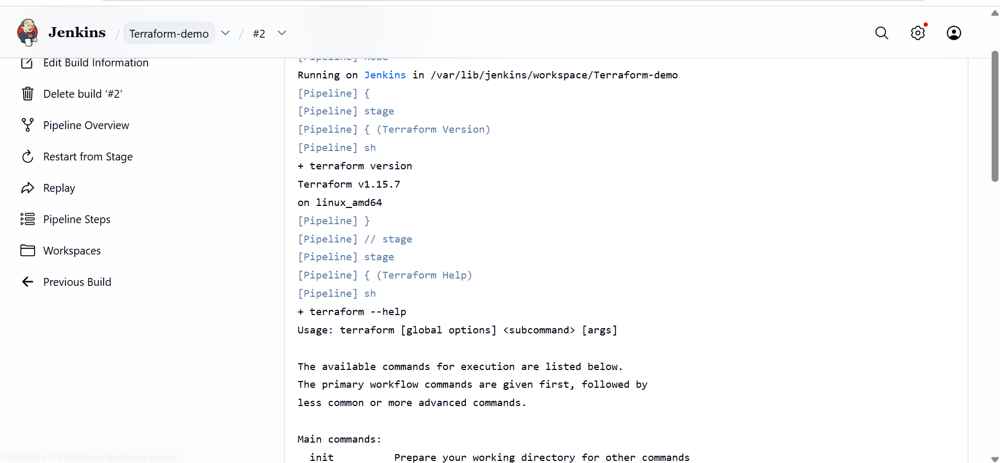 Jenkins / Terraform-demo / #2
Edit Build Information
Delete build ‘#2’
Pipeline Overview
Restart from Stage
Replay
Pipeline Steps
Workspaces
Previous Build
[Pipeline] node
Running on Jenkins in /var/lib/jenkins/workspace/Terraform-demo
[Pipeline] {
[Pipeline] stage
[Pipeline] { (Terraform Version)
[Pipeline] sh
+ terraform version
Terraform v1.15.7
on linux_amd64
[Pipeline] }
[Pipeline] // stage
[Pipeline] stage
[Pipeline] { (Terraform Help)
[Pipeline] sh
+ terraform --help
Usage: terraform [global options] <subcommand> [args]
The available commands for execution are listed below.
The primary workflow commands are given first, followed by
less common or more advanced commands.
Main commands:
init Prepare your working directory for other commands
100.58.255.172:8080/job/Terraform-demo/